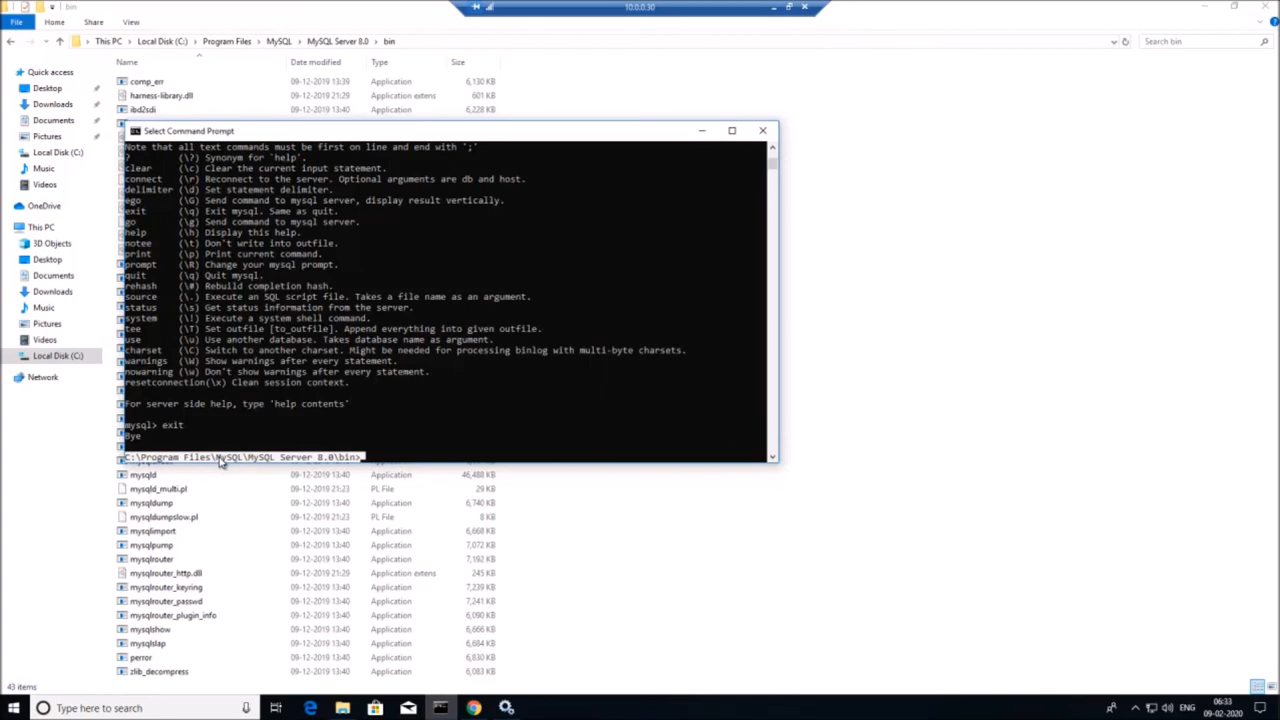 bin
10.0.0.30
File Home Share View
This PC Local Disk (C:) Program Files MySQL MySQL Server 8.0 bin
Search bin
Name Date modified Type Size
Quick access
Desktop
Downloads
Documents
Pictures
Local Disk (C:)
Music
Videos
OneDrive
This PC
3D Objects
Desktop
Documents
Downloads
Music
Pictures
Videos
Local Disk (C:)
Network
comp_err 09-12-2019 13:39 Application 6,130 KB
harness-library.dll 09-12-2019 21:29 Application extens 601 KB
ibd2sdi 09-12-2019 13:40 Application 6,228 KB
Select Command Prompt
Note that all text commands must be first on line and end with ';'
? (\?) Synonym for `help'.
clear (\c) Clear the current input statement.
connect (\r) Reconnect to the server. Optional arguments are db and host.
delimiter (\d) Set statement delimiter.
ego (\G) Send command to mysql server, display result vertically.
exit (\q) Exit mysql. Same as quit.
go (\g) Send command to mysql server.
help (\h) Display this help.
notee (\t) Don't write into outfile.
print (\p) Print current command.
prompt (\R) Change your mysql prompt.
quit (\q) Quit mysql.
rehash (\#) Rebuild completion hash.
source (\.) Execute an SQL script file. Takes a file name as an argument.
status (\s) Get status information from the server.
system (\!) Execute a system shell command.
tee (\T) Set outfile [to_outfile]. Append everything into given outfile.
use (\u) Use another database. Takes database name as argument.
charset (\C) Switch to another charset. Might be needed for processing binlog with multi-byte charsets.
warnings (\W) Show warnings after every statement.
nowarning (\w) Don't show warnings after every statement.
resetconnection(\x) Clean session context.
For server side help, type 'help contents'
mysql> exit
Bye
C:\Program Files\MySQL\MySQL Server 8.0\bin>
mysqld 09-12-2019 13:40 Application 46,488 KB
mysqld_multi.pl 09-12-2019 21:23 PL File 29 KB
mysqldump 09-12-2019 13:40 Application 6,740 KB
mysqldumpslow.pl 09-12-2019 21:23 PL File 8 KB
mysqlimport 09-12-2019 13:40 Application 6,668 KB
mysqlpump 09-12-2019 13:40 Application 7,072 KB
mysqlrouter 09-12-2019 13:40 Application 7,192 KB
mysqlrouter_http.dll 09-12-2019 21:29 Application extens 245 KB
mysqlrouter_keyring 09-12-2019 13:40 Application 7,239 KB
mysqlrouter_passwd 09-12-2019 13:40 Application 7,241 KB
mysqlrouter_plugin_info 09-12-2019 13:40 Application 6,090 KB
mysqlshow 09-12-2019 13:40 Application 6,666 KB
mysqlslap 09-12-2019 13:40 Application 6,684 KB
perror 09-12-2019 13:40 Application 6,830 KB
zlib_decompress 09-12-2019 13:40 Application 6,083 KB
43 items
Type here to search
ENG
06:33
09-02-2020